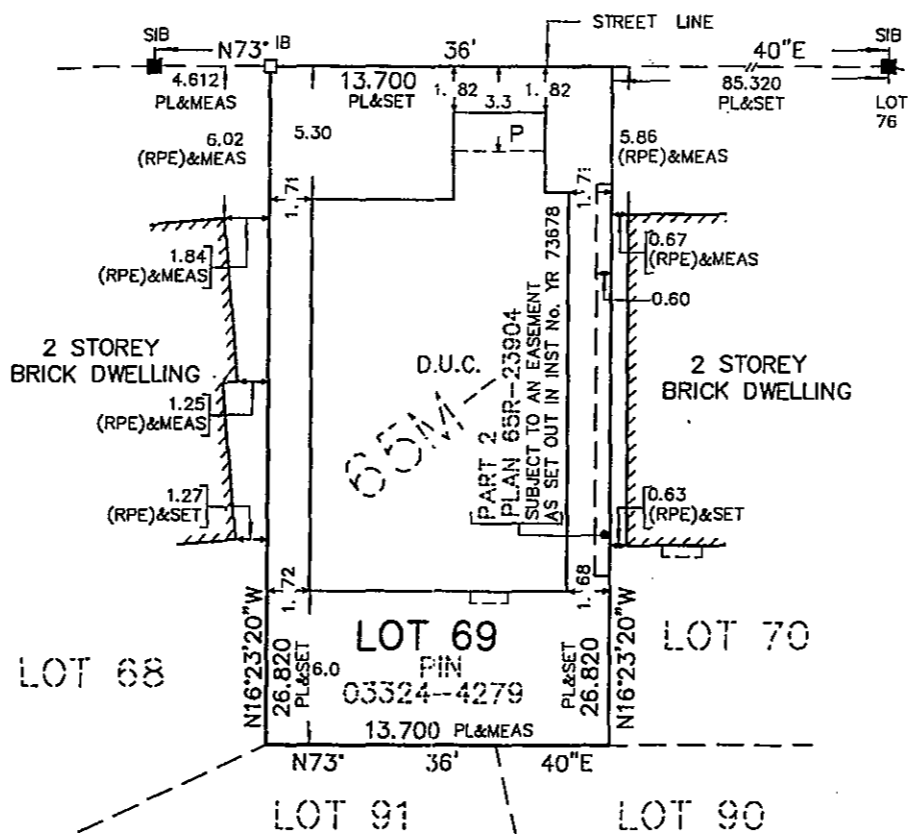 STREET LINE
SIB
N73°
IB
36'
40"E
SIB
4.612
PL&MEAS
13.700
PL&SET
1.82
3.3
1.82
85.320
PL&SET
LOT
76
6.02
(RPE)&MEAS
5.30
P
5.86
(RPE)&MEAS
1.71
1.71
1.84
(RPE)&MEAS
0.67
(RPE)&MEAS
0.60
2 STOREY
BRICK DWELLING
D.U.C.
2 STOREY
BRICK DWELLING
65M-
PART 2
PLAN 65R-23904
SUBJECT TO AN EASEMENT
AS SET OUT IN INST No. YR 73678
1.25
(RPE)&MEAS
1.27
(RPE)&SET
0.63
(RPE)&SET
1.72
1.68
N16°23'20"W
26.820
PL&SET
6.0
LOT 69
PIN
03324-4279
PL&SET
26.820
N16°23'20"W
LOT 68
LOT 70
13.700 PL&MEAS
N73°
36'
40"E
LOT 91
LOT 90